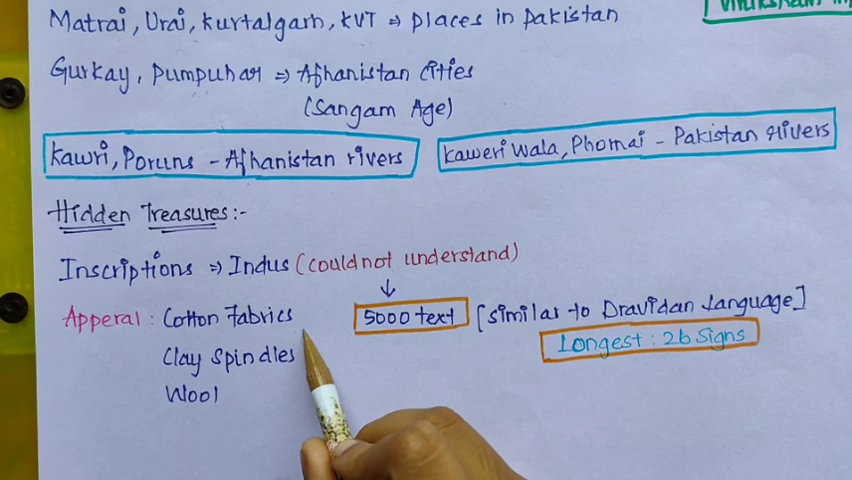 Matrai, Urai, Kurtalgarh, KVT ⇒ places in pakistan
Gurkay, Pumpuhar ⇒ Afhanistan cities
(Sangam Age)
Kawri, Poruns - Afhanistan rivers
Kaweri Wala, Phomai - Pakistan rivers
Hidden Treasures:-
Inscriptions ⇒ Indus (could not understand)
Apperal : Cotton Fabrics
5000 text [similar to Dravidan Language]
Clay Spindles
Longest : 26 Signs
Wool